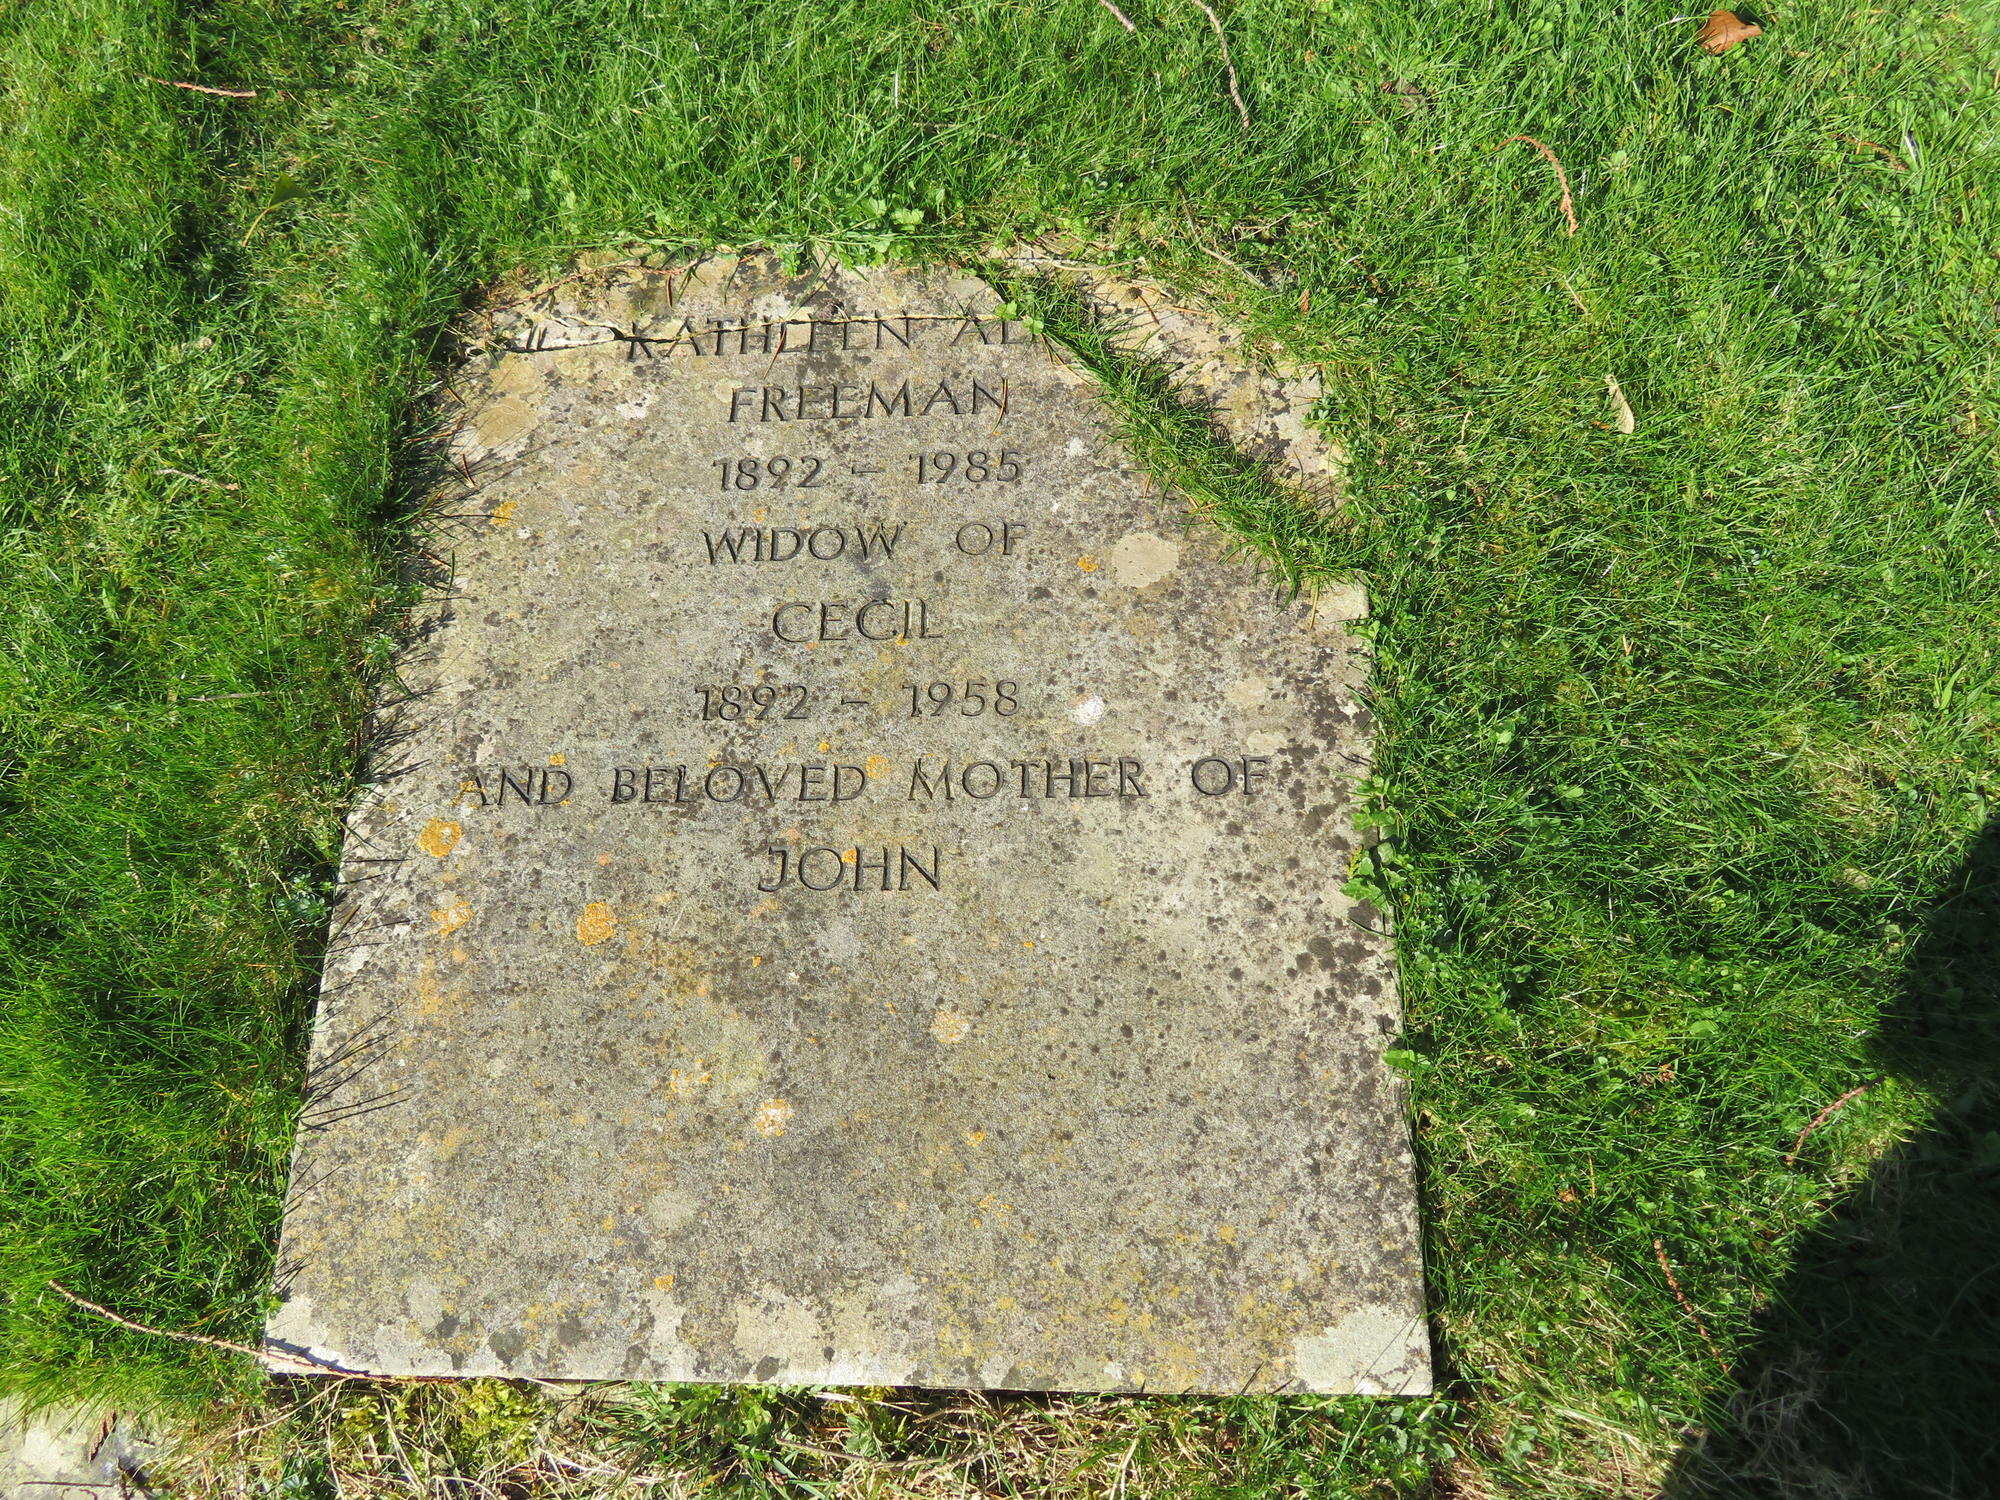 KATHLEEN
FREEMAN
1892 – 1985
WIDOW OF
CECIL
1892 – 1958
AND BELOVED MOTHER OF
JOHN